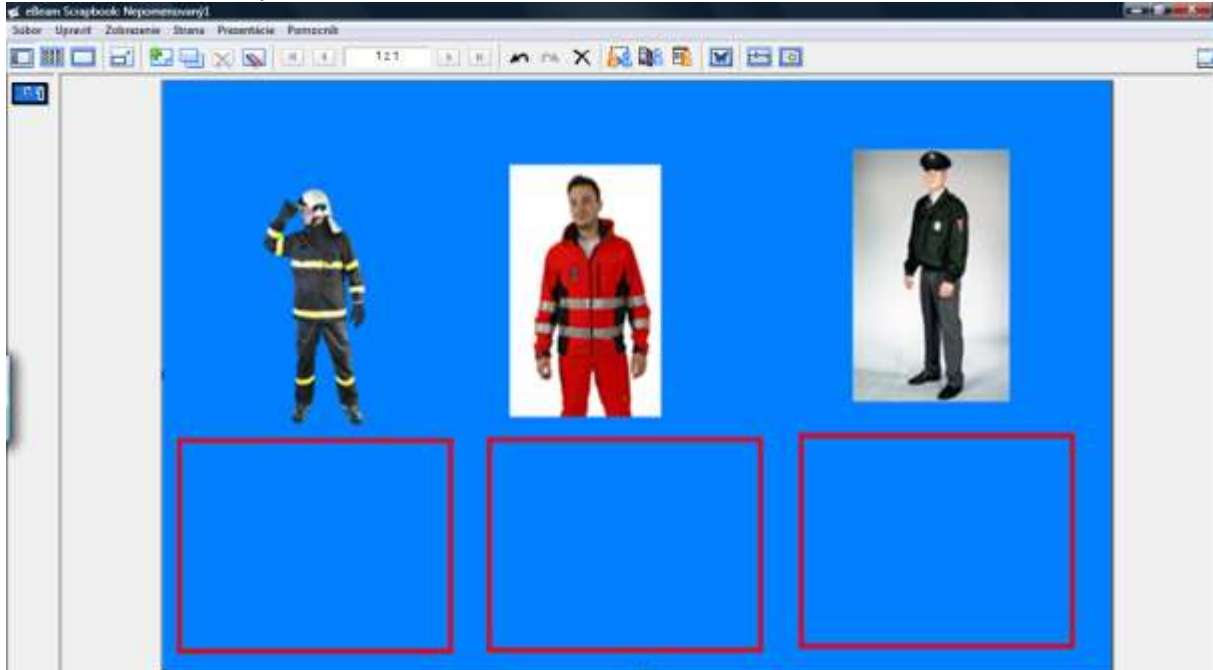 eBeam Scrapbook: Nepomenovaný1
Súbor Upraviť Zobrazenie Strana Prezentácie Pomocník
1 z 1